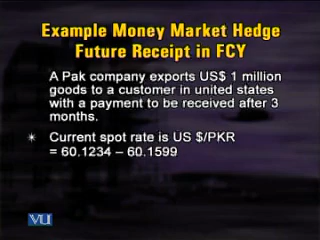 Example Money Market Hedge
Future Receipt in FCY
A Pak company exports US$ 1 million
goods to a customer in united states
with a payment to be received after 3
months.
✴ Current spot rate is US $/PKR
= 60.1234 – 60.1599
VU